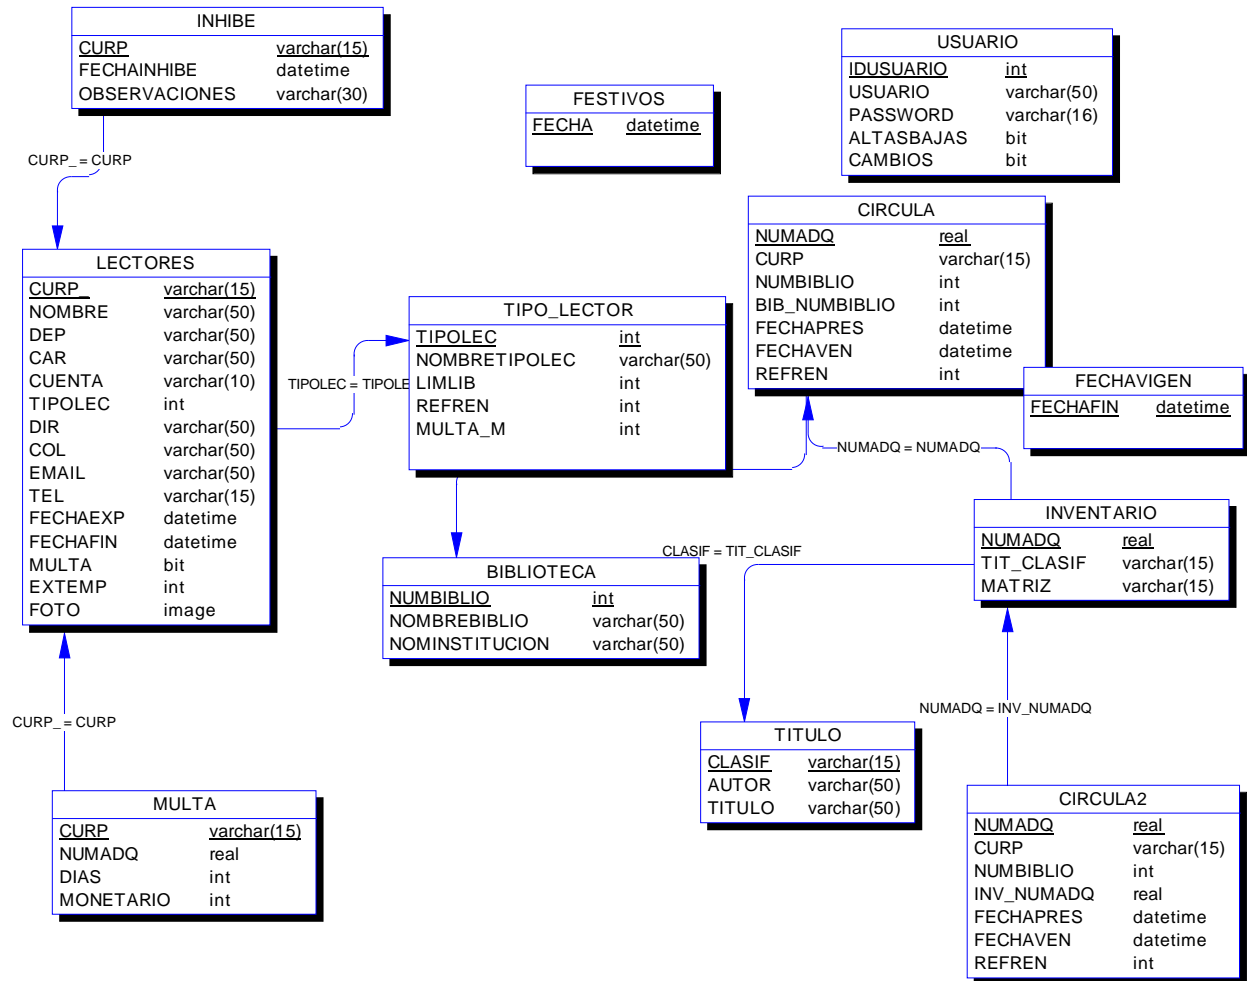 INHIBE
CURP varchar(15)
FECHAINHIBE datetime
OBSERVACIONES varchar(30)
USUARIO
IDUSUARIO int
USUARIO varchar(50)
PASSWORD varchar(16)
ALTASBAJAS bit
CAMBIOS bit
FESTIVOS
FECHA datetime
CURP_ = CURP
CIRCULA
NUMADQ real
CURP varchar(15)
NUMBIBLIO int
BIB_NUMBIBLIO int
FECHAPRES datetime
FECHAVEN datetime
REFREN int
LECTORES
CURP_ varchar(15)
NOMBRE varchar(50)
DEP varchar(50)
CAR varchar(50)
CUENTA varchar(10)
TIPOLEC int
DIR varchar(50)
COL varchar(50)
EMAIL varchar(50)
TEL varchar(15)
FECHAEXP datetime
FECHAFIN datetime
MULTA bit
EXTEMP int
FOTO image
TIPOLEC = TIPOLE
TIPO_LECTOR
TIPOLEC int
NOMBRETIPOLEC varchar(50)
LIMLIB int
REFREN int
MULTA_M int
FECHAVIGEN
FECHAFIN datetime
NUMADQ = NUMADQ
INVENTARIO
NUMADQ real
TIT_CLASIF varchar(15)
MATRIZ varchar(15)
CLASIF = TIT_CLASIF
BIBLIOTECA
NUMBIBLIO int
NOMBREBIBLIO varchar(50)
NOMINSTITUCION varchar(50)
CURP_ = CURP
NUMADQ = INV_NUMADQ
TITULO
CLASIF varchar(15)
AUTOR varchar(50)
TITULO varchar(50)
MULTA
CURP varchar(15)
NUMADQ real
DIAS int
MONETARIO int
CIRCULA2
NUMADQ real
CURP varchar(15)
NUMBIBLIO int
INV_NUMADQ real
FECHAPRES datetime
FECHAVEN datetime
REFREN int